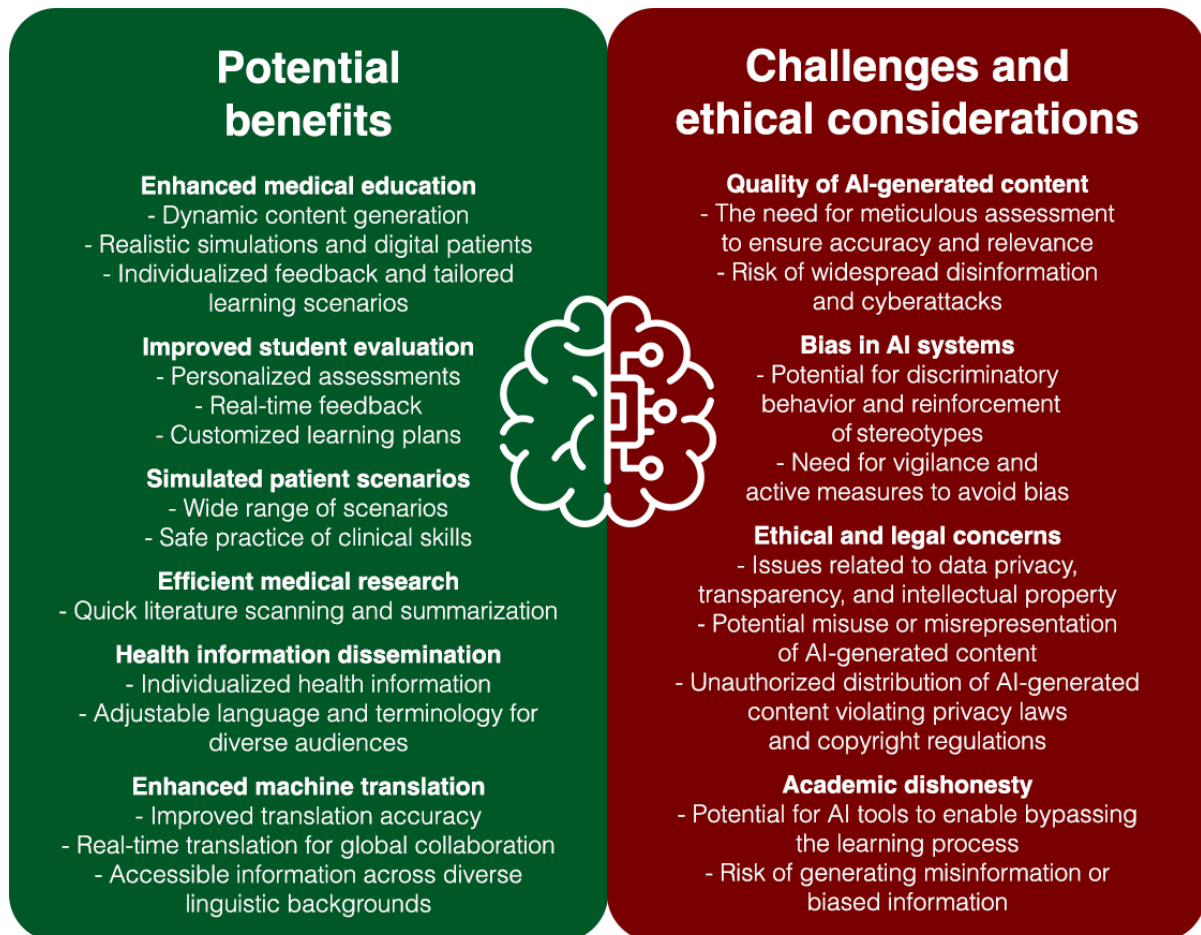 Potential
benefits
Enhanced medical education
- Dynamic content generation
- Realistic simulations and digital patients
- Individualized feedback and tailored
learning scenarios
Improved student evaluation
- Personalized assessments
- Real-time feedback
- Customized learning plans
Simulated patient scenarios
- Wide range of scenarios
- Safe practice of clinical skills
Efficient medical research
- Quick literature scanning and summarization
Health information dissemination
- Individualized health information
- Adjustable language and terminology for
diverse audiences
Enhanced machine translation
- Improved translation accuracy
- Real-time translation for global collaboration
- Accessible information across diverse
linguistic backgrounds
Challenges and
ethical considerations
Quality of AI-generated content
- The need for meticulous assessment
to ensure accuracy and relevance
- Risk of widespread disinformation
and cyberattacks
Bias in AI systems
- Potential for discriminatory
behavior and reinforcement
of stereotypes
- Need for vigilance and
active measures to avoid bias
Ethical and legal concerns
- Issues related to data privacy,
transparency, and intellectual property
- Potential misuse or misrepresentation
of AI-generated content
- Unauthorized distribution of AI-generated
content violating privacy laws
and copyright regulations
Academic dishonesty
- Potential for AI tools to enable bypassing
the learning process
- Risk of generating misinformation or
biased information